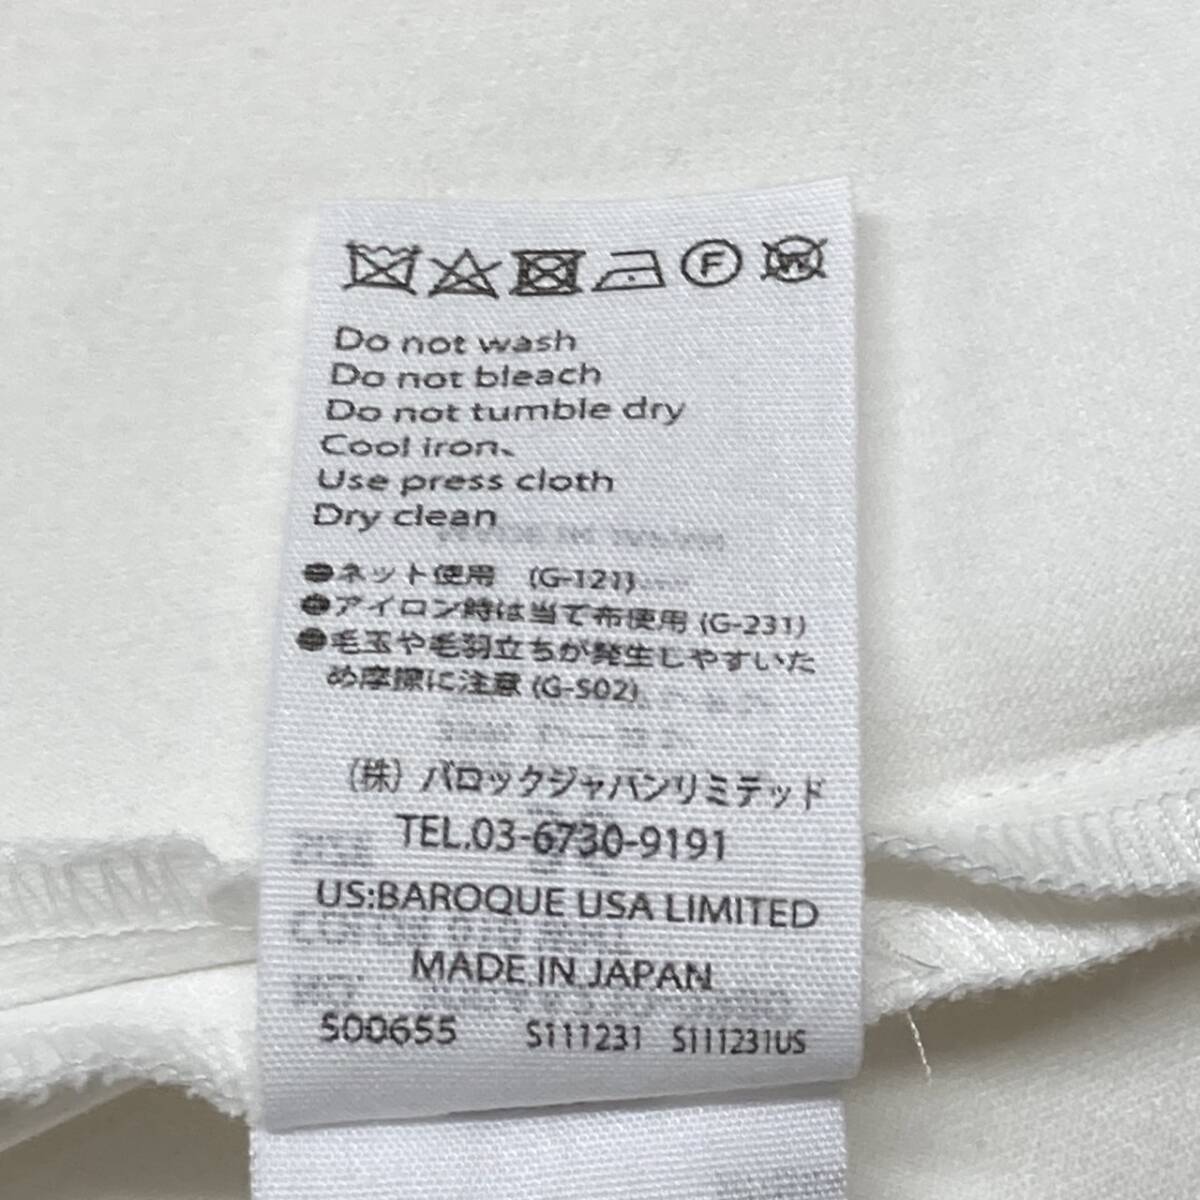 F
W
Do not wash
Do not bleach
Do not tumble dry
Cool iron、
Use press cloth
Dry clean
●ネット使用 (G-121)
●アイロン時は当て布使用 (G-231)
●毛玉や毛羽立ちが発生しやすいた
め摩擦に注意 (G-S02)
(株) バロックジャパンリミテッド
TEL.03-6730-9191
US:BAROQUE USA LIMITED
MADE IN JAPAN
500655 S111231 S111231US